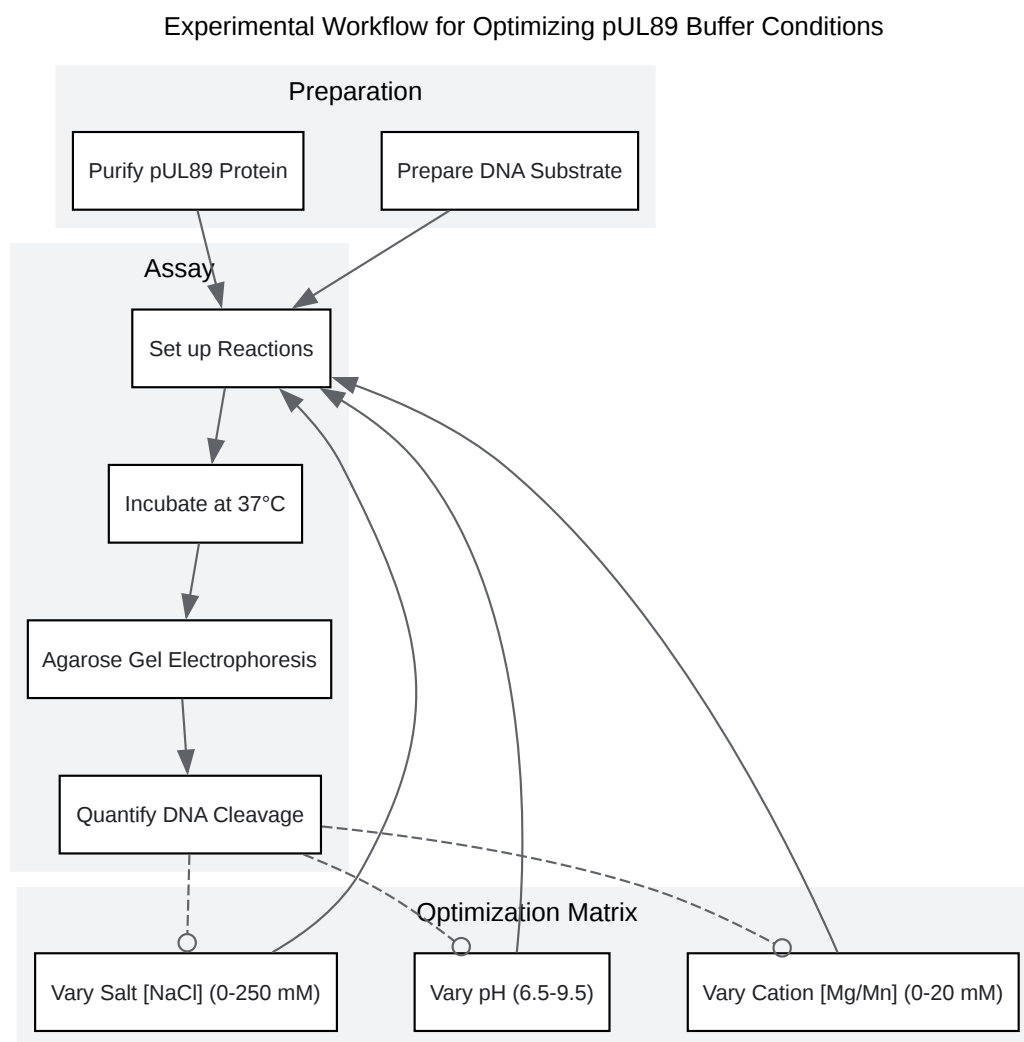 Experimental Workflow for Optimizing pUL89 Buffer Conditions
Preparation
Purify pUL89 Protein
Prepare DNA Substrate
Assay
Set up Reactions
Incubate at 37°C
Agarose Gel Electrophoresis
Quantify DNA Cleavage
Optimization Matrix
Vary Salt [NaCl] (0-250 mM)
Vary pH (6.5-9.5)
Vary Cation [Mg/Mn] (0-20 mM)